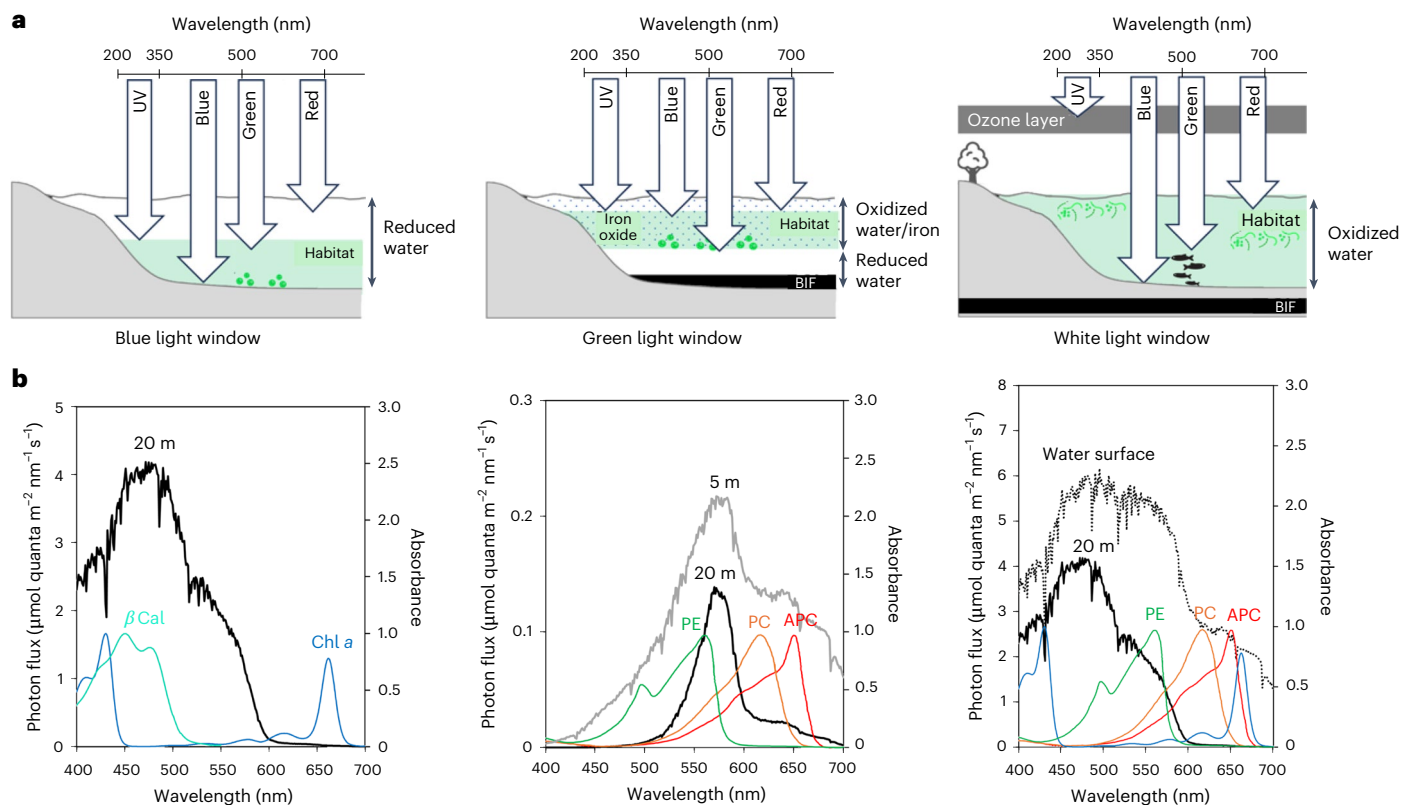 a
Wavelength (nm)
200 350 500 700
UV
Blue
Green
Red
Habitat
Reduced
water
Blue light window
Wavelength (nm)
200 350 500 700
UV
Blue
Green
Red
Iron
oxide
Habitat
Oxidized
water/iron
Reduced
water
BIF
Green light window
Wavelength (nm)
200 350 500 700
UV
Blue
Green
Red
Ozone layer
Habitat
Oxidized
water
BIF
White light window
b
Photon flux (µmol quanta m−2 nm−1 s−1)
5
4
3
2
1
0
20 m
βCal
Chl a
3.0
2.5
2.0
1.5
1.0
0.5
0
Absorbance
400 450 500 550 600 650 700
Wavelength (nm)
Photon flux (µmol quanta m−2 nm−1 s−1)
0.3
0.2
0.1
0
5 m
20 m
PE
PC
APC
3.0
2.5
2.0
1.5
1.0
0.5
0
Absorbance
400 450 500 550 600 650 700
Wavelength (nm)
Photon flux (µmol quanta m−2 nm−1 s−1)
8
7
6
5
4
3
2
1
0
Water surface
20 m
PE
PC
APC
3.0
2.5
2.0
1.5
1.0
0.5
0
Absorbance
400 450 500 550 600 650 700
Wavelength (nm)